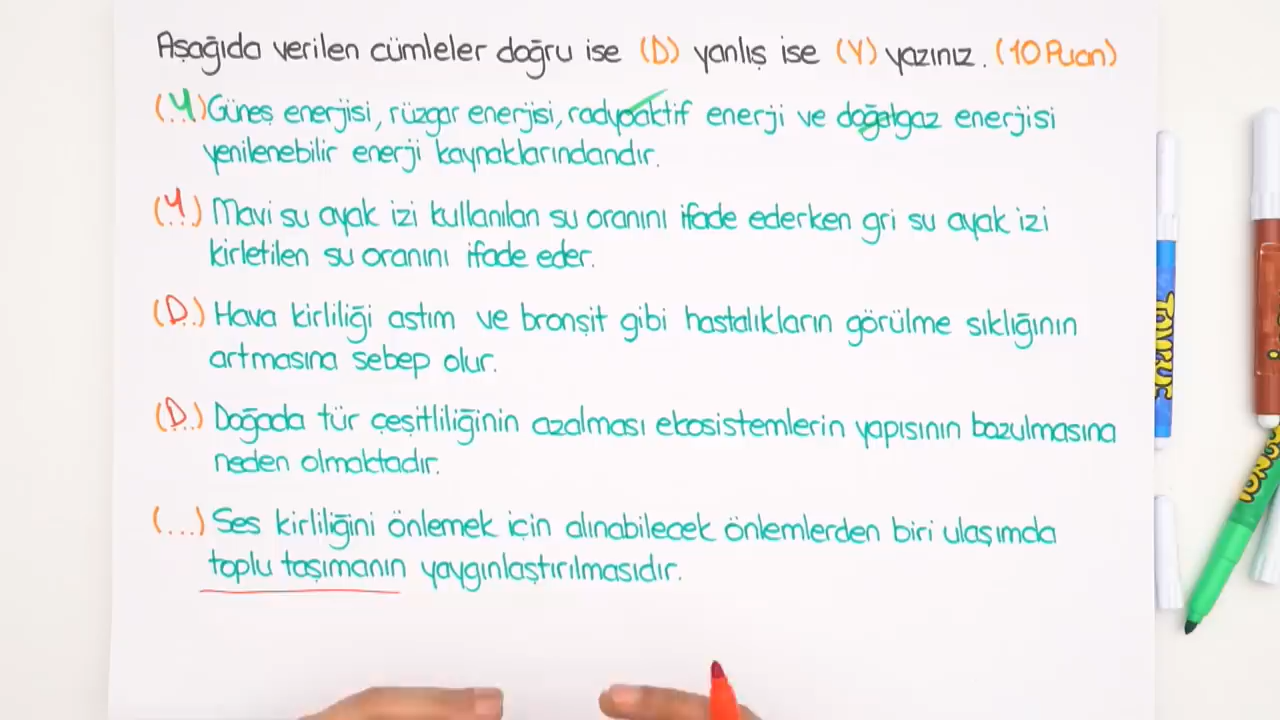 Aşağıda verilen cümleler doğru ise (D) yanlış ise (Y) yazınız. (10 Puan)
(.Y.) Güneş enerjisi, rüzgar enerjisi, radyoaktif enerji ve doğalgaz enerjisi
yenilenebilir enerji kaynaklarındandır.
(.Y.) Mavi su ayak izi kullanılan su oranını ifade ederken gri su ayak izi
kirletilen su oranını ifade eder.
(.D.) Hava kirliliği astım ve bronşit gibi hastalıkların görülme sıklığının
artmasına sebep olur.
(.D.) Doğada tür çeşitliliğinin azalması ekosistemlerin yapısının bozulmasına
neden olmaktadır.
(...) Ses kirliliğini önlemek için alınabilecek önlemlerden biri ulaşımda
toplu taşımanın yaygınlaştırılmasıdır.